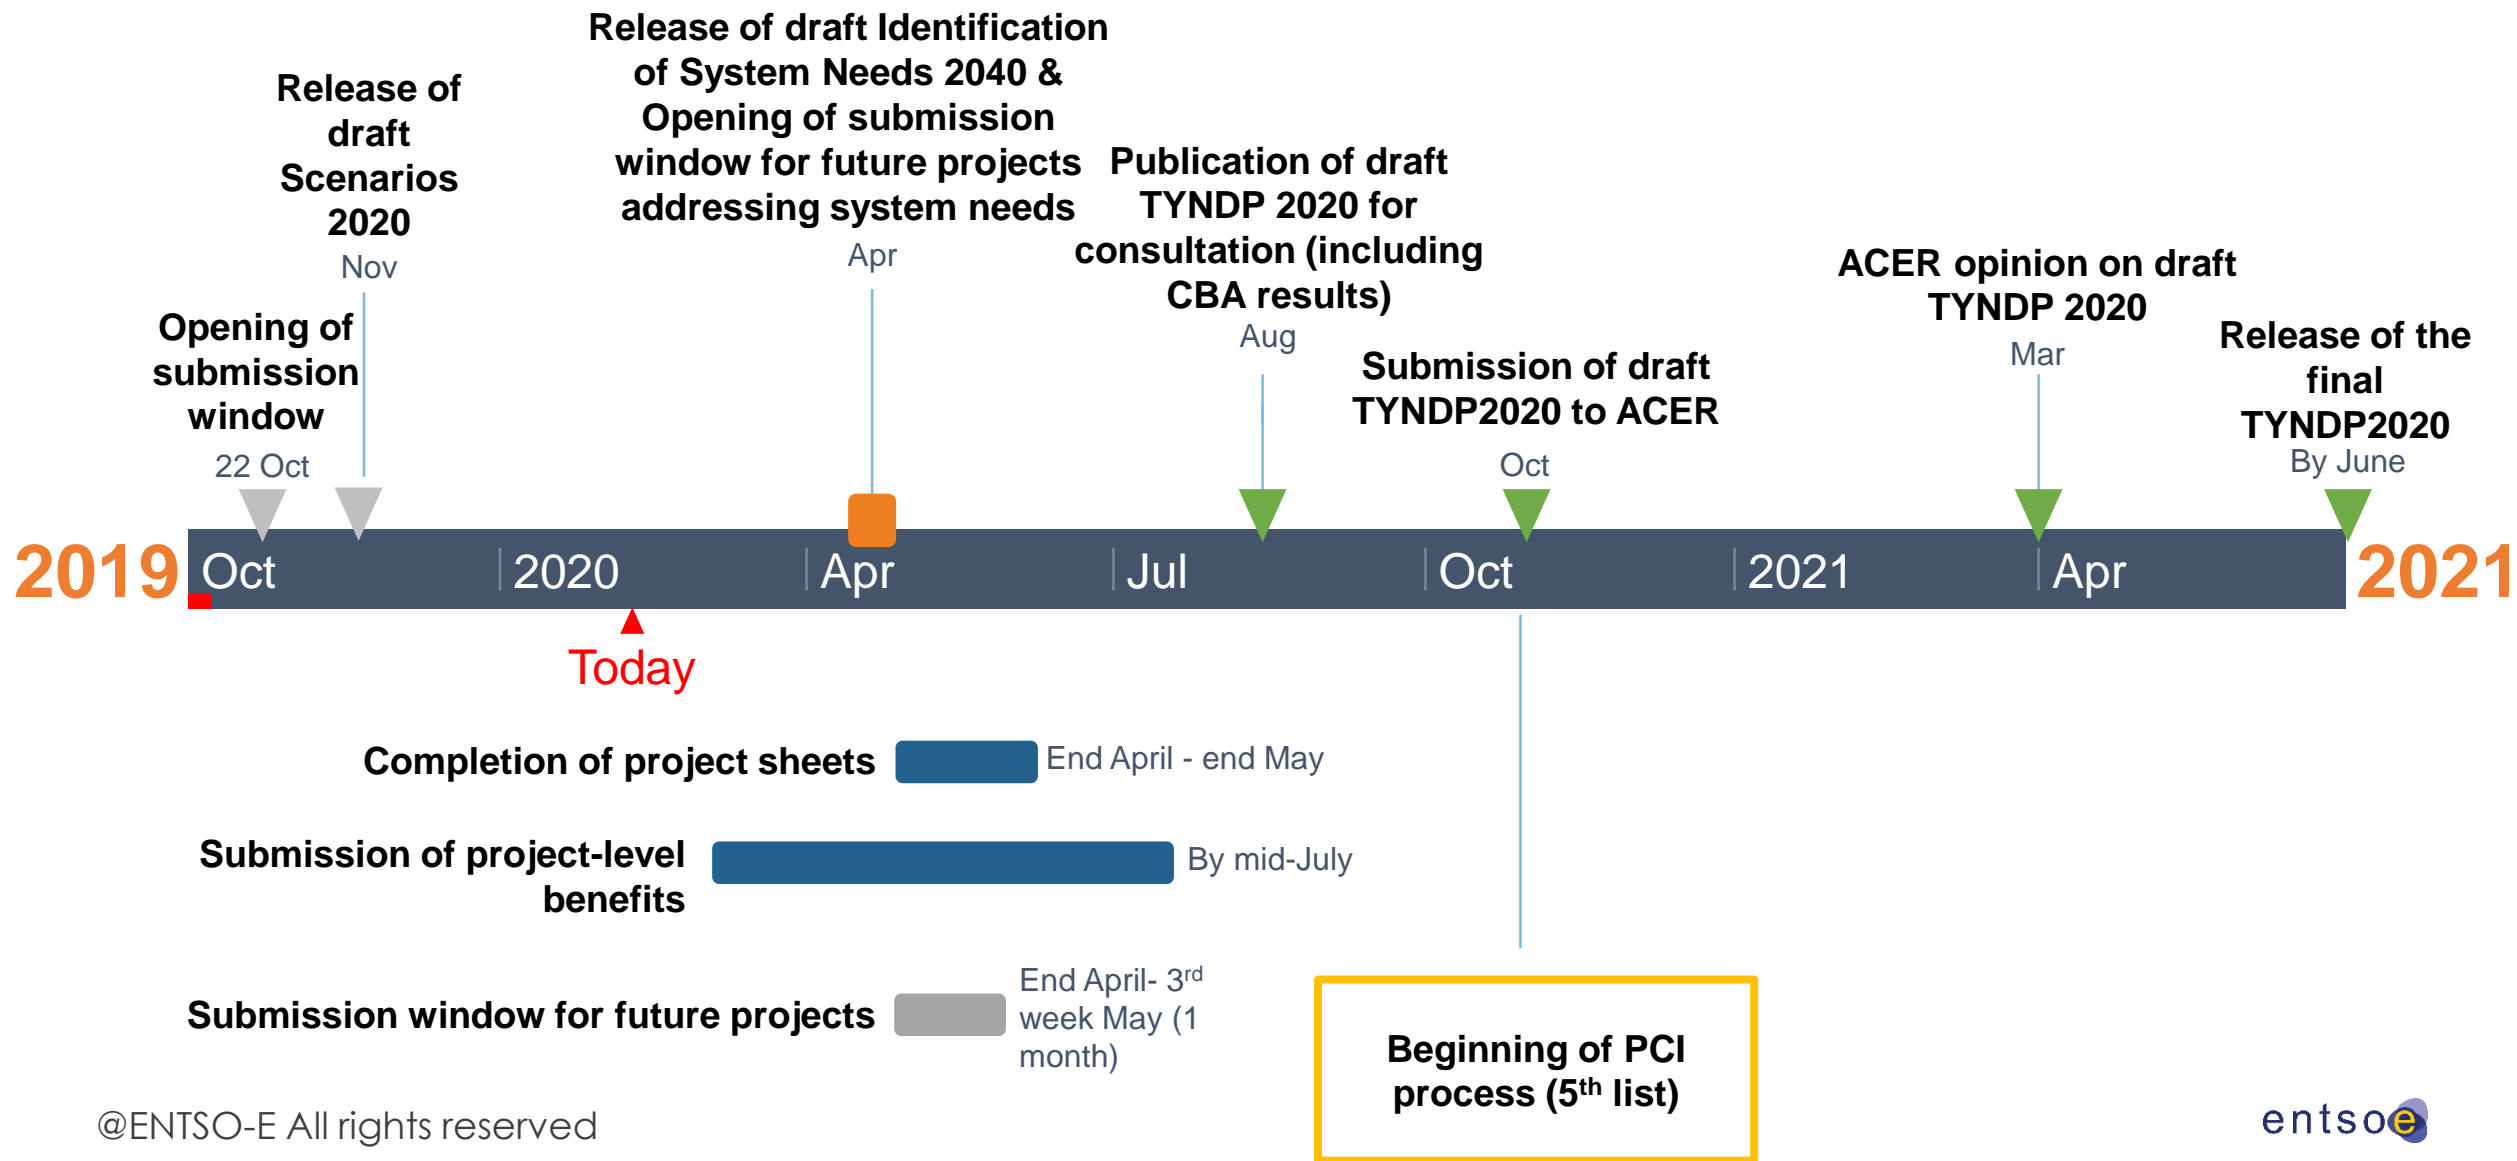 Release of draft Identification
of System Needs 2040 &
Opening of submission
window for future projects
addressing system needs
Apr
Release of
draft
Scenarios
2020
Nov
Opening of
submission
window
22 Oct
Publication of draft
TYNDP 2020 for
consultation (including
CBA results)
Aug
Submission of draft
TYNDP2020 to ACER
Oct
ACER opinion on draft
TYNDP 2020
Mar
Release of the
final
TYNDP2020
By June
2019 Oct 2020 Apr Jul Oct 2021 Apr 2021
Today
Completion of project sheets End April - end May
Submission of project-level
benefits
By mid-July
Submission window for future projects
End April- 3rd
week May (1
month)
Beginning of PCI
process (5th list)
@ENTSO-E All rights reserved
entsoe